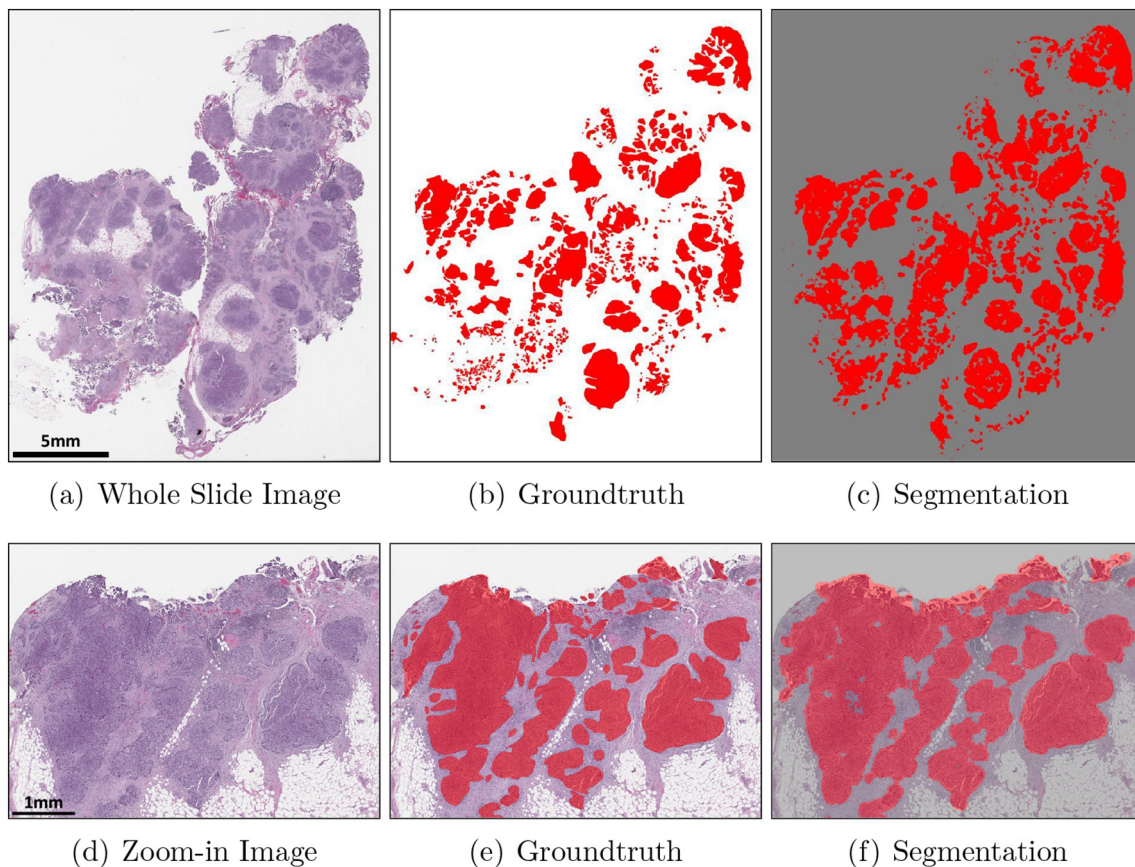 5mm
(a) Whole Slide Image
(b) Groundtruth
(c) Segmentation
1mm
(d) Zoom-in Image
(e) Groundtruth
(f) Segmentation